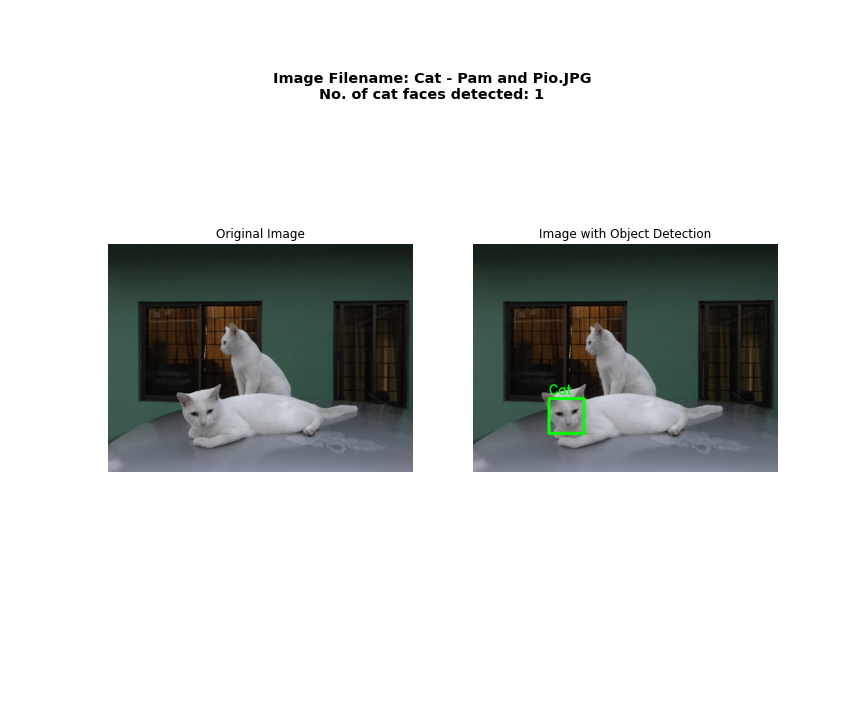 Image Filename: Cat - Pam and Pio.JPG
No. of cat faces detected: 1
Original Image
Image with Object Detection
Cat